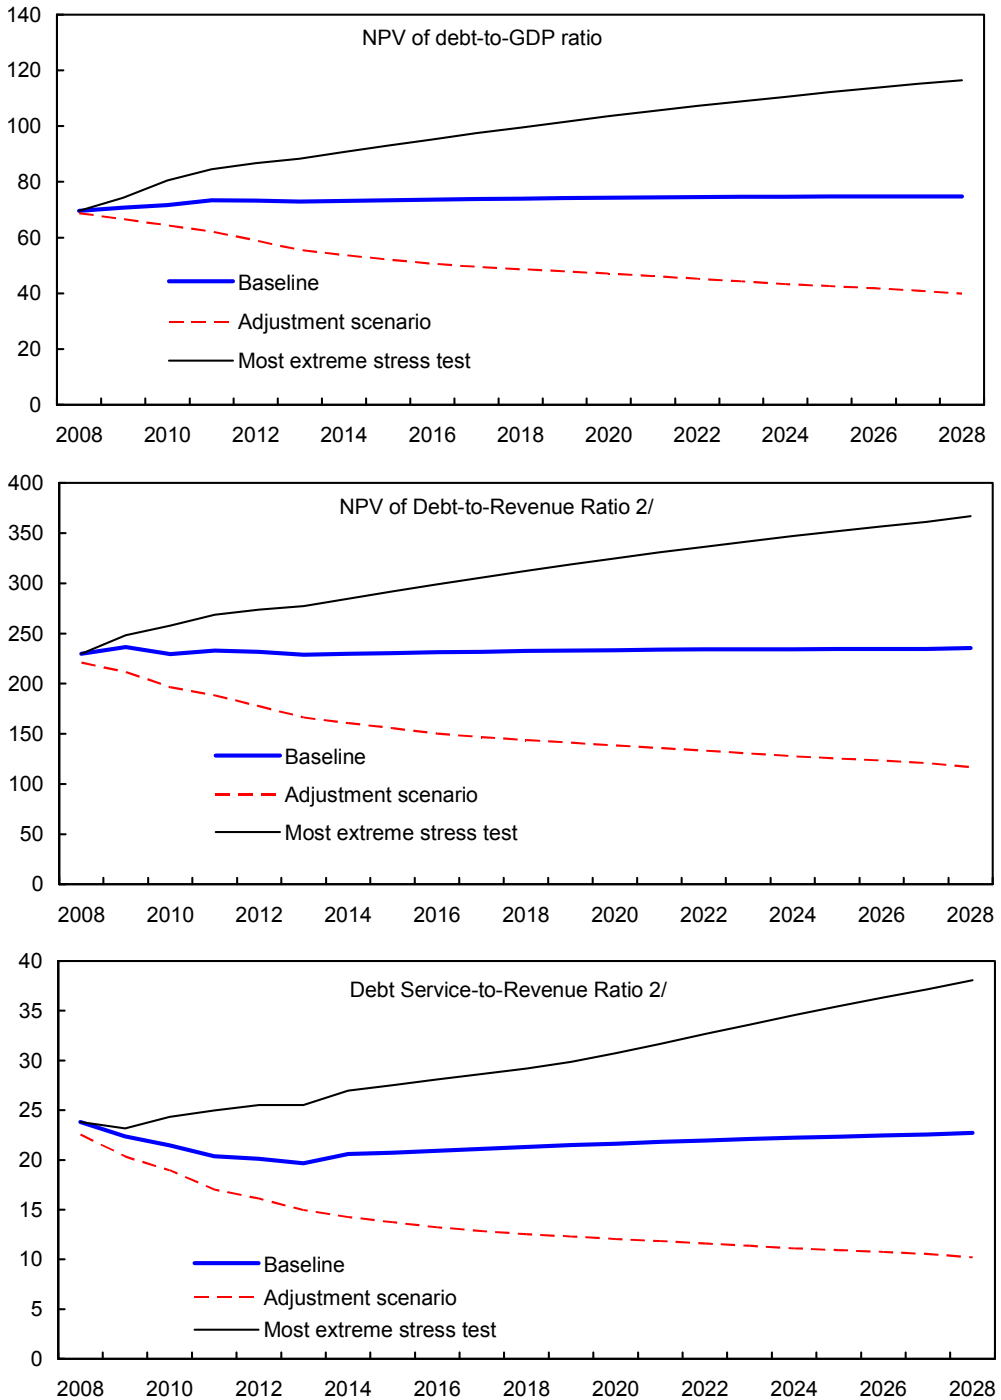 NPV of debt-to-GDP ratio
140
120
100
80
60
40
20
0
Baseline
Adjustment scenario
Most extreme stress test
2008 2010 2012 2014 2016 2018 2020 2022 2024 2026 2028
NPV of Debt-to-Revenue Ratio 2/
400
350
300
250
200
150
100
50
0
Baseline
Adjustment scenario
Most extreme stress test
2008 2010 2012 2014 2016 2018 2020 2022 2024 2026 2028
Debt Service-to-Revenue Ratio 2/
40
35
30
25
20
15
10
5
0
Baseline
Adjustment scenario
Most extreme stress test
2008 2010 2012 2014 2016 2018 2020 2022 2024 2026 2028